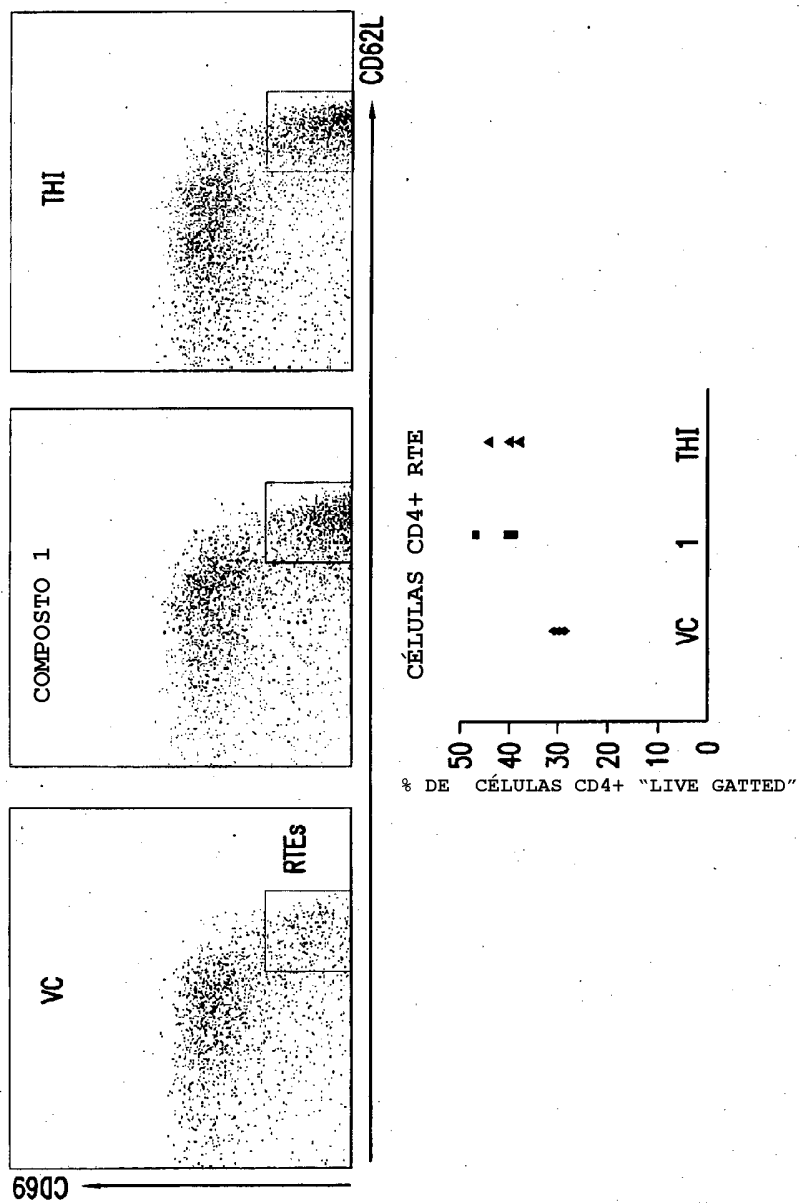 VC
COMPOSTO 1
THI
RTEs
CD69
CD62L
CÉLULAS CD4+ RTE
% DE CÉLULAS CD4+ "LIVE GATTED"
50
40
30
20
10
0
VC
1
THI